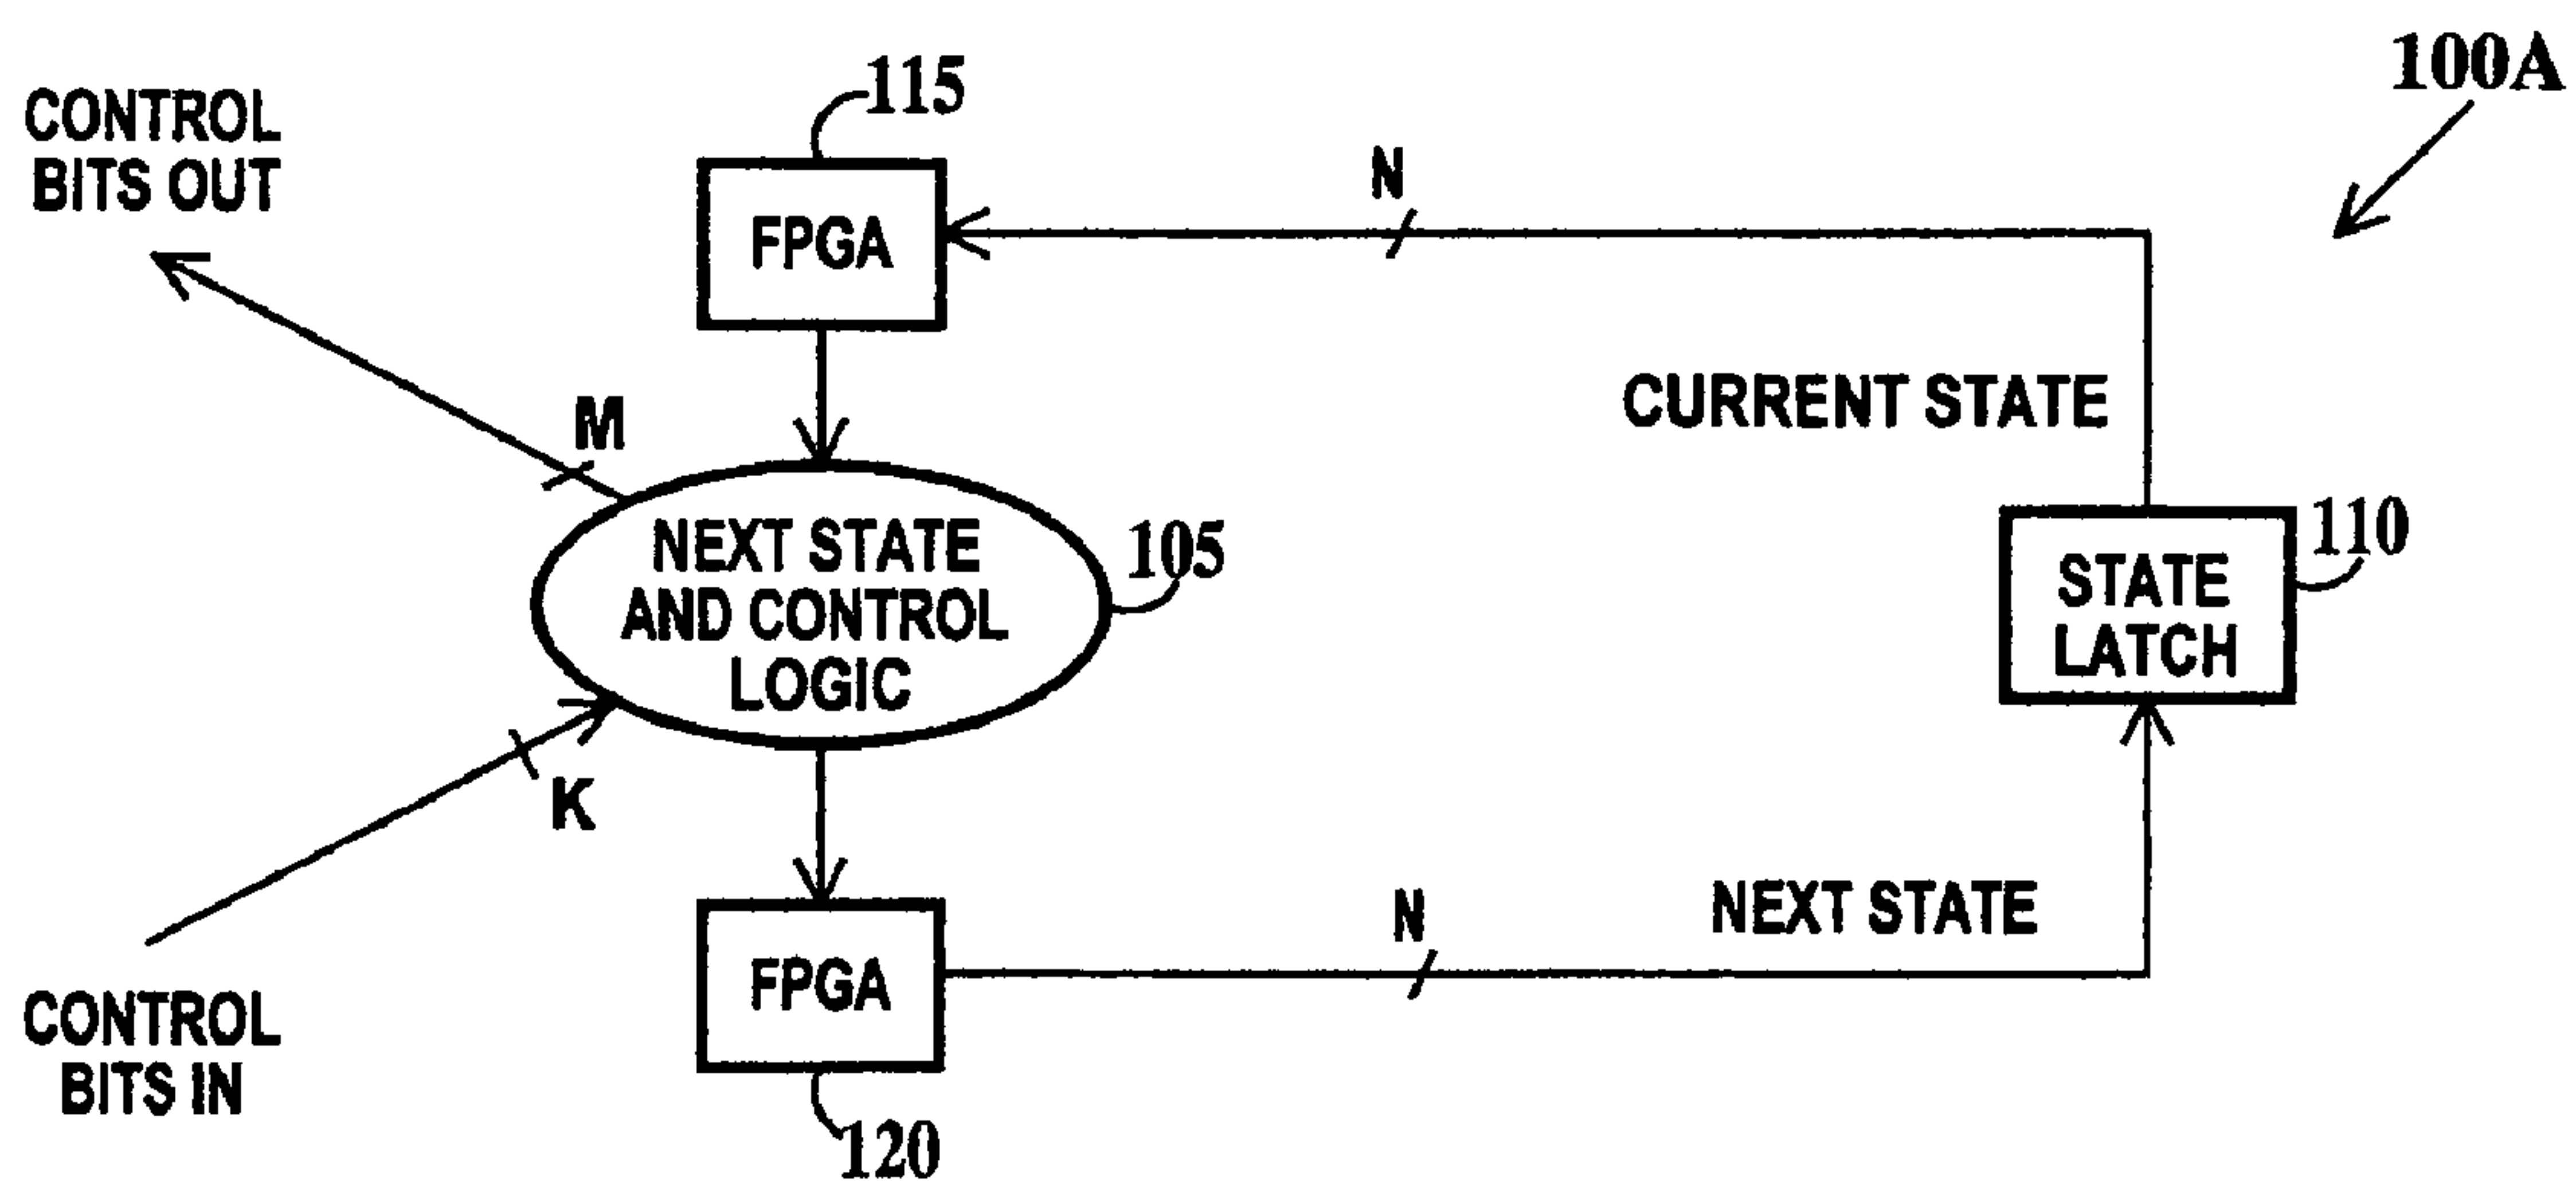 100A
CONTROL
BITS OUT
115
FPGA
N
CURRENT STATE
M
NEXT STATE
AND CONTROL
LOGIC
105
STATE
LATCH
110
K
CONTROL
BITS IN
FPGA
120
N
NEXT STATE